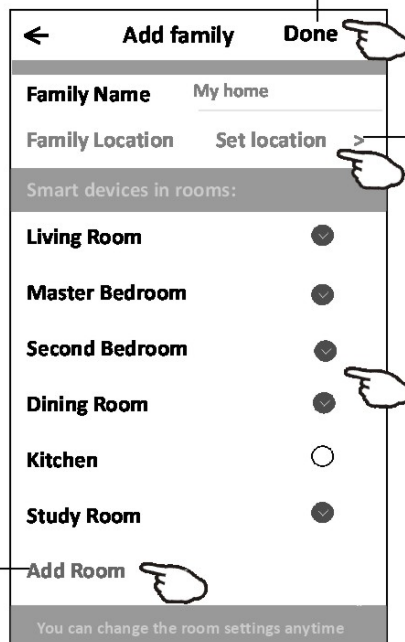 ← Add family Done
Family Name My home
Family Location Set location >
Smart devices in rooms:
Living Room
Master Bedroom
Second Bedroom
Dining Room
Kitchen
Study Room
Add Room
You can change the room settings anytime